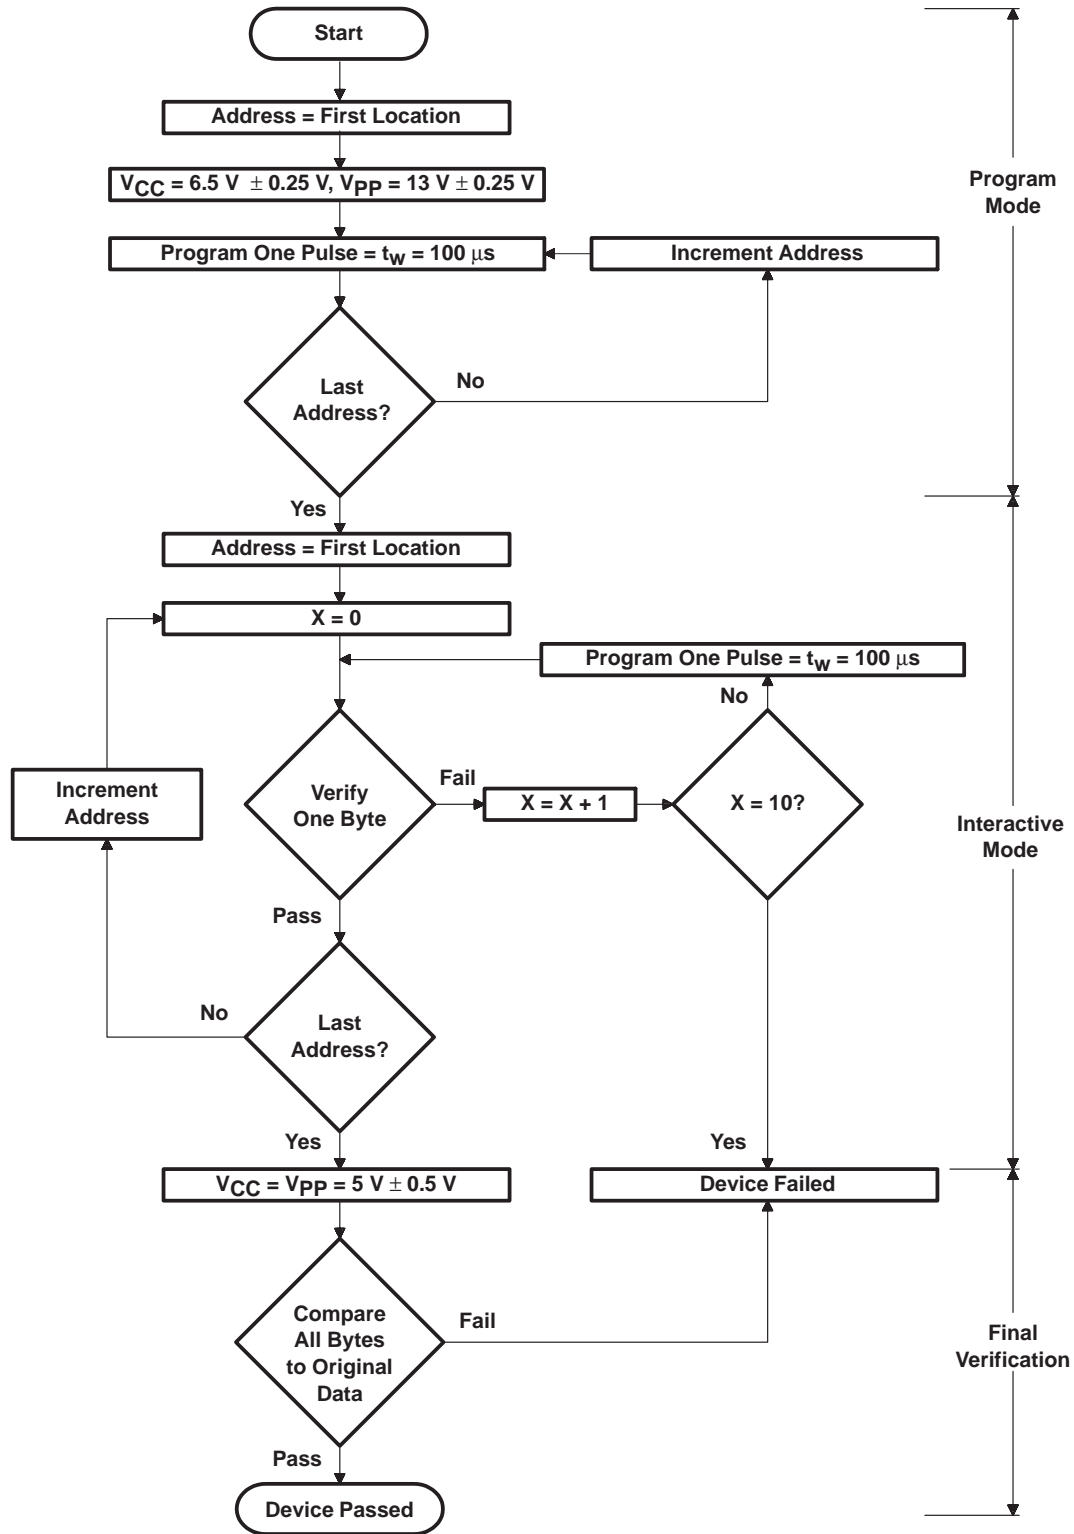 Start
Address = First Location
VCC = 6.5 V ± 0.25 V, VPP = 13 V ± 0.25 V
Program
Mode
Program One Pulse = tw = 100 μs
Increment Address
Last
Address?
No
Yes
Address = First Location
X = 0
Program One Pulse = tw = 100 μs
No
Increment
Address
Verify
One Byte
Fail
X = X + 1
X = 10?
Interactive
Mode
Pass
No
Last
Address?
Yes
Yes
VCC = VPP = 5 V ± 0.5 V
Device Failed
Compare
All Bytes
to Original
Data
Fail
Final
Verification
Pass
Device Passed